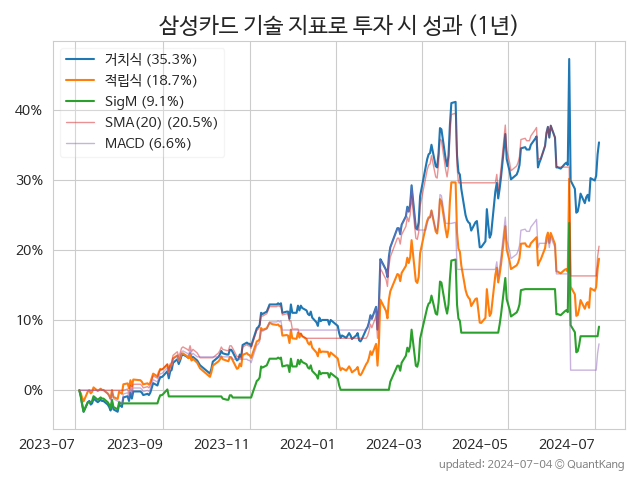 삼성카드 기술 지표로 투자 시 성과 (1년)
거치식 (35.3%)
적립식 (18.7%)
SigM (9.1%)
SMA(20) (20.5%)
MACD (6.6%)
40%
30%
20%
10%
0%
2023-07 2023-09 2023-11 2024-01 2024-03 2024-05 2024-07
updated: 2024-07-04 © QuantKang